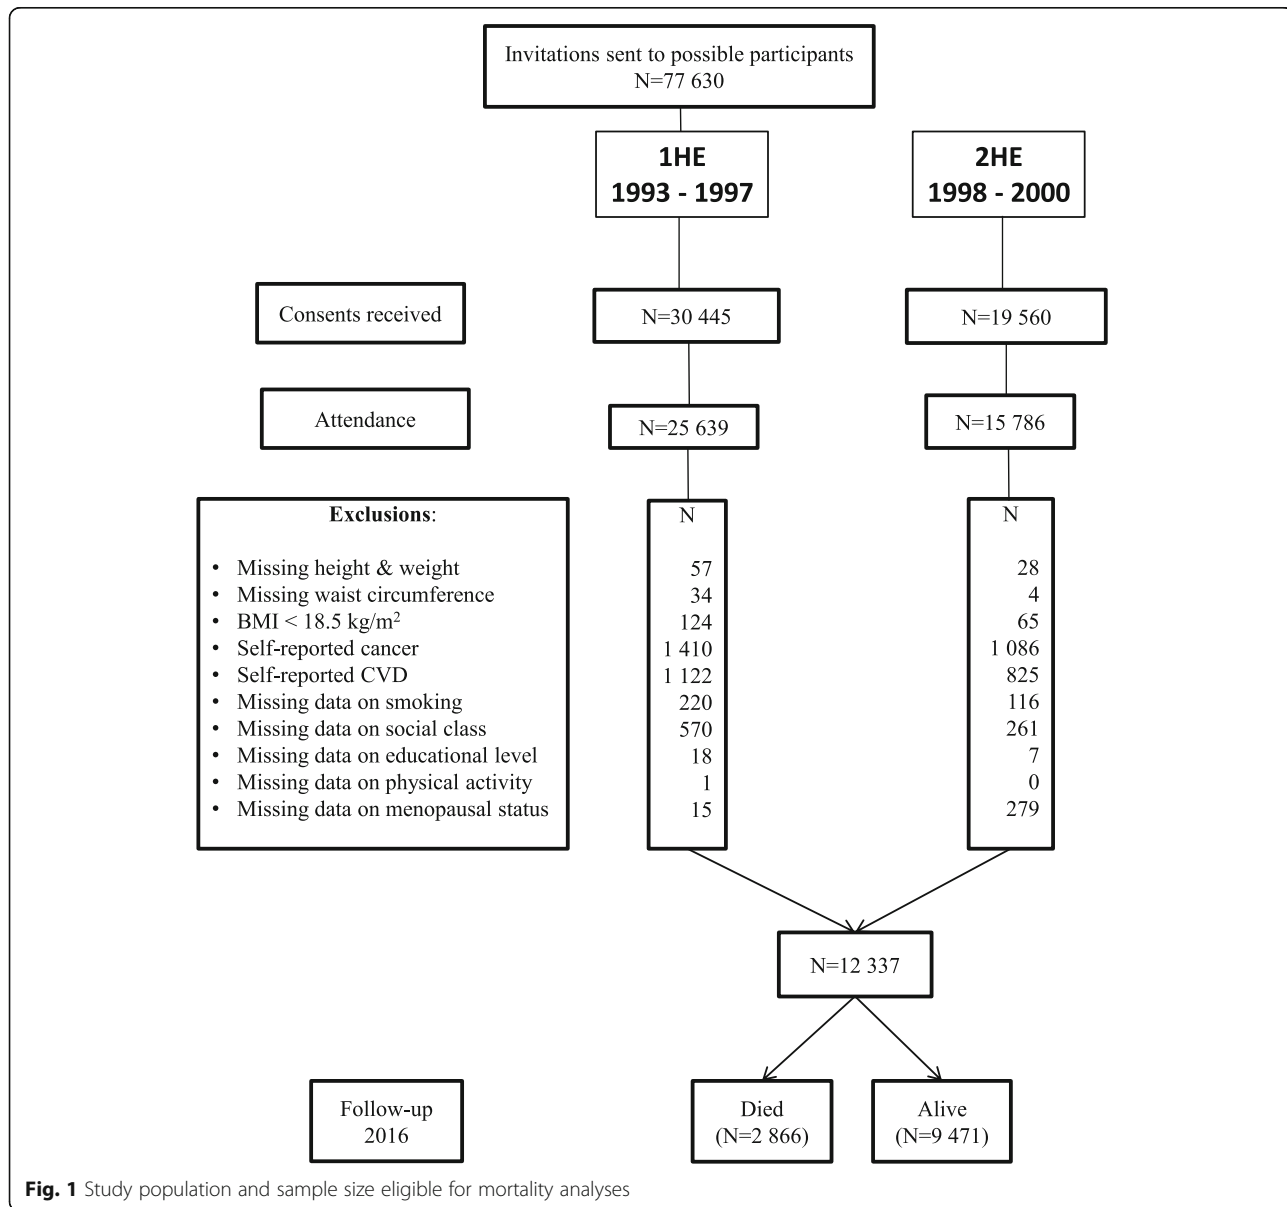 Invitations sent to possible participants
N=77 630
1HE
1993 - 1997
2HE
1998 - 2000
Consents received
N=30 445
N=19 560
Attendance
N=25 639
N=15 786
Exclusions:
• Missing height & weight
• Missing waist circumference
• BMI < 18.5 kg/m²
• Self-reported cancer
• Self-reported CVD
• Missing data on smoking
• Missing data on social class
• Missing data on educational level
• Missing data on physical activity
• Missing data on menopausal status
N
57
34
124
1 410
1 122
220
570
18
1
15
N
28
4
65
1 086
825
116
261
7
0
279
N=12 337
Follow-up
2016
Died
(N=2 866)
Alive
(N=9 471)
Fig. 1 Study population and sample size eligible for mortality analyses